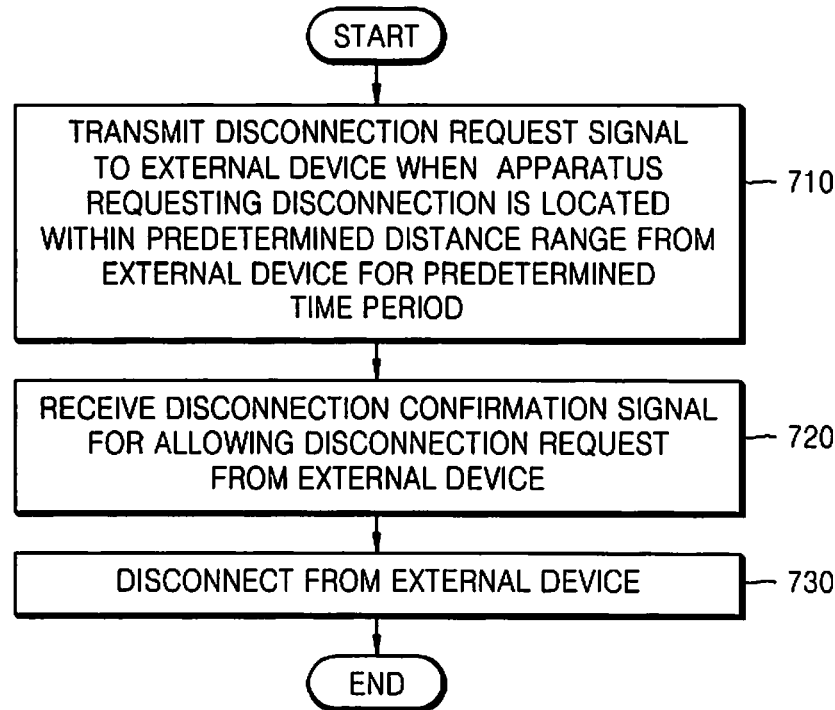 START
TRANSMIT DISCONNECTION REQUEST SIGNAL
TO EXTERNAL DEVICE WHEN APPARATUS
REQUESTING DISCONNECTION IS LOCATED
WITHIN PREDETERMINED DISTANCE RANGE FROM
EXTERNAL DEVICE FOR PREDETERMINED
TIME PERIOD
710
RECEIVE DISCONNECTION CONFIRMATION SIGNAL
FOR ALLOWING DISCONNECTION REQUEST
FROM EXTERNAL DEVICE
720
DISCONNECT FROM EXTERNAL DEVICE
730
END